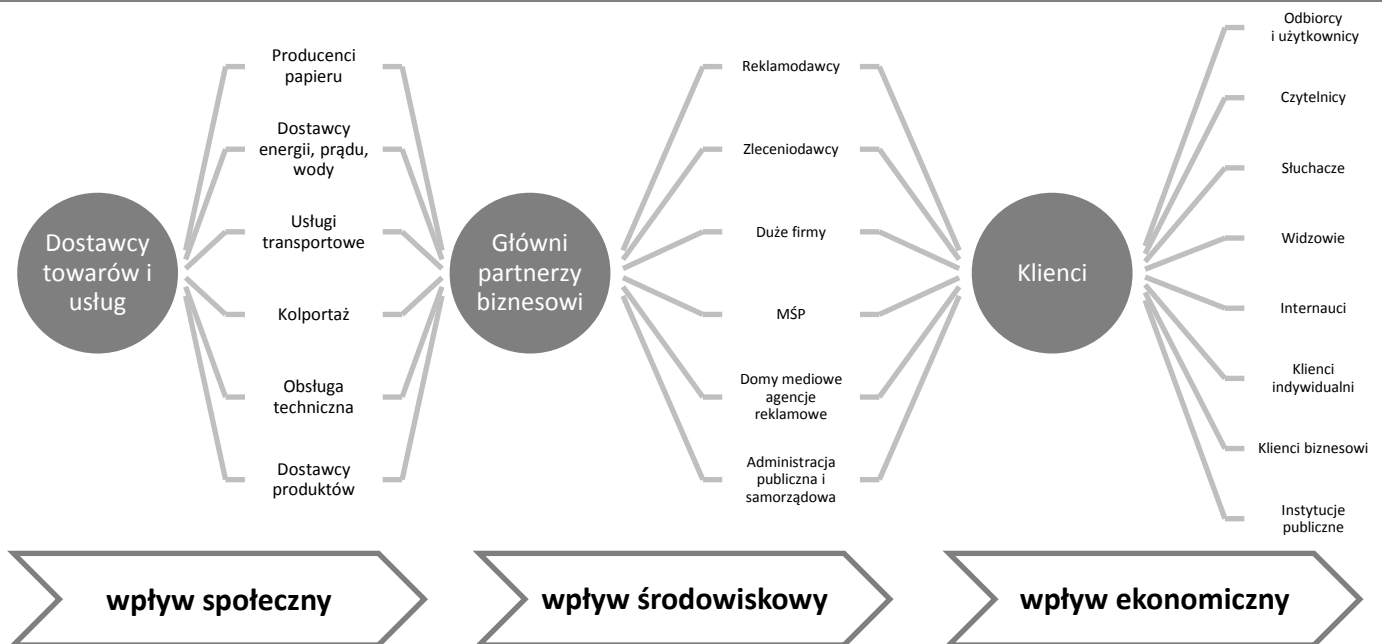 Dostawcy
towarów i
usług
Producenci
papieru
Dostawcy
energii, prądu,
wody
Usługi
transportowe
Kolportaż
Obsługa
techniczna
Dostawcy
produktów
Główni
partnerzy
biznesowi
Reklamodawcy
Zleceniodawcy
Duże firmy
MŚP
Domy mediowe
agencje
reklamowe
Administracja
publiczna i
samorządowa
Klienci
Odbiorcy
i użytkownicy
Czytelnicy
Słuchacze
Widzowie
Internauci
Klienci
indywidualni
Klienci biznesowi
Instytucje
publiczne
wpływ społeczny
wpływ środowiskowy
wpływ ekonomiczny